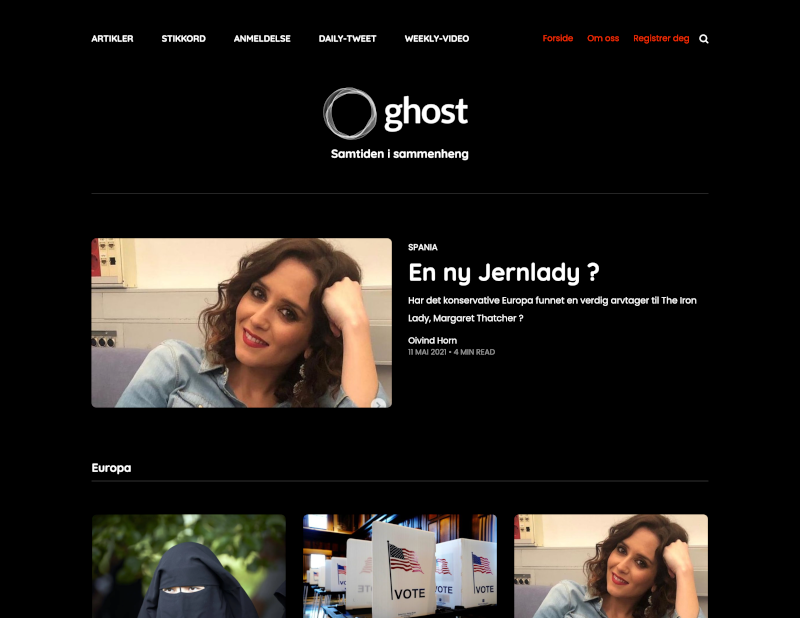 ARTIKLER STIKKORD ANMELDELSE DAILY-TWEET WEEKLY-VIDEO Forside Om oss Registrer deg
ghost
Samtiden i sammenheng
SPANIA
En ny Jernlady ?
Har det konservative Europa funnet en verdig arvtager til The Iron
Lady, Margaret Thatcher ?
Oivind Horn
11 MAI 2021 • 4 MIN READ
Europa
VOTE VOTE VOTE